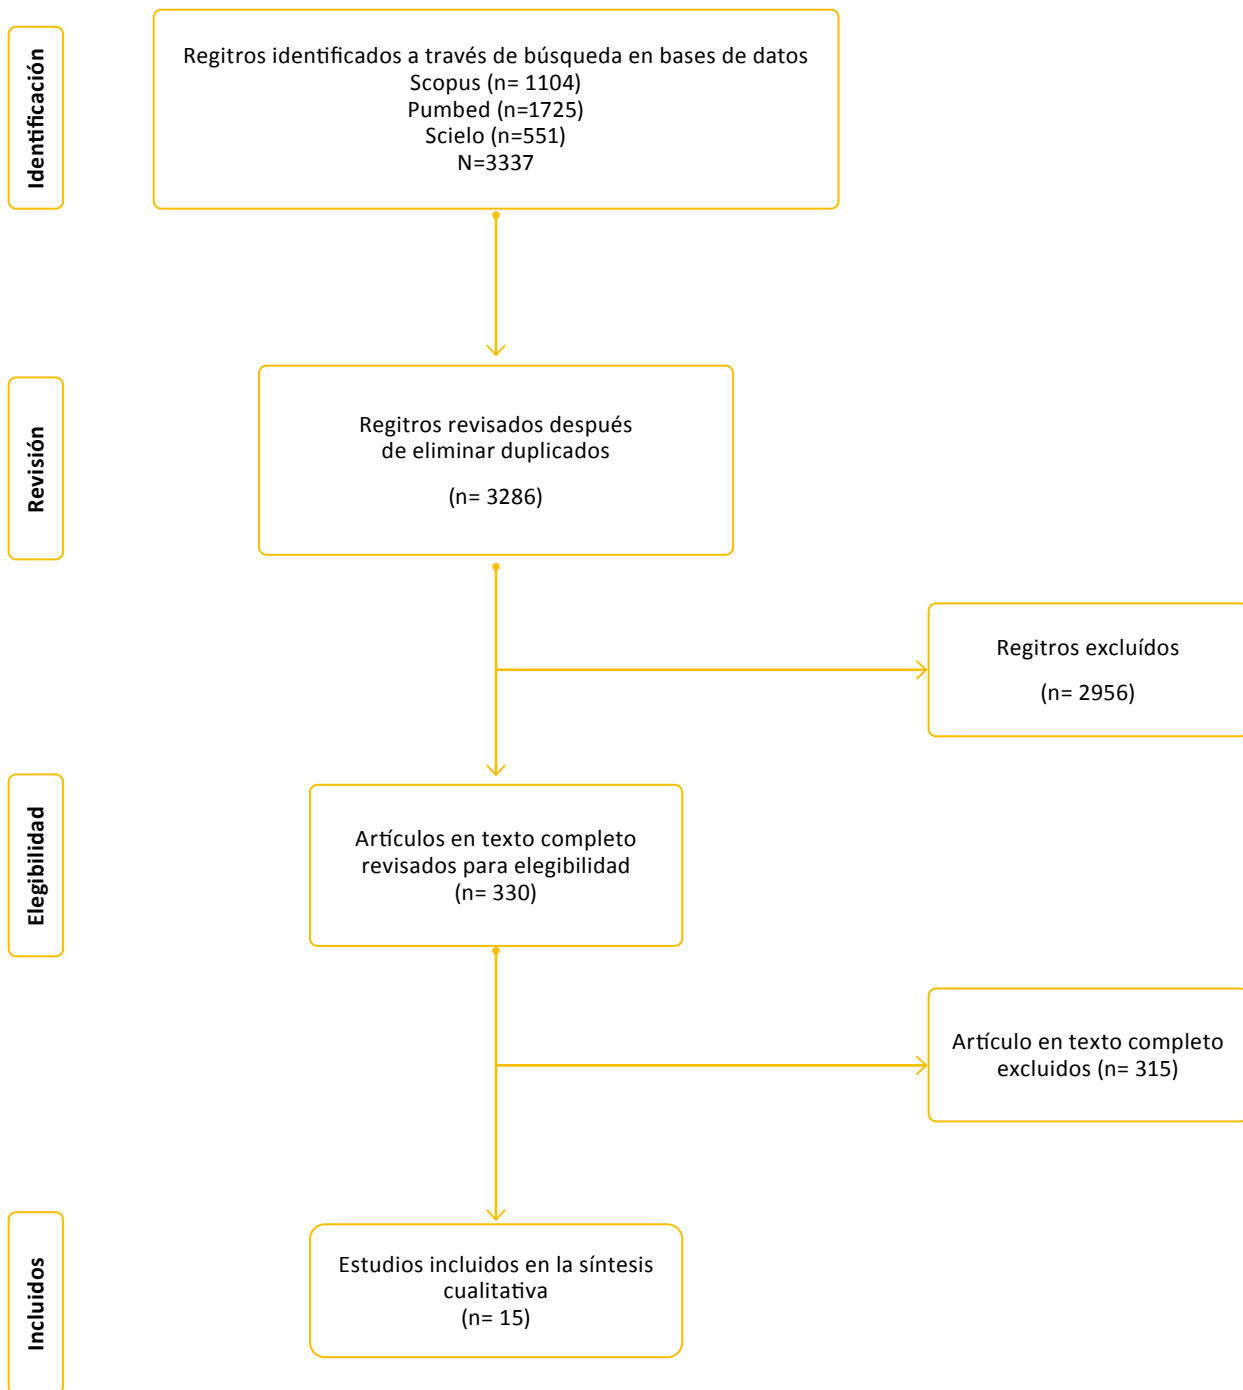 Identificación
Regitros identificados a través de búsqueda en bases de datos
Scopus (n= 1104)
Pumbed (n=1725)
Scielo (n=551)
N=3337
Revisión
Regitros revisados después
de eliminar duplicados
(n= 3286)
Regitros excluídos
(n= 2956)
Elegibilidad
Artículos en texto completo
revisados para elegibilidad
(n= 330)
Artículo en texto completo
excluidos (n= 315)
Incluidos
Estudios incluidos en la síntesis
cualitativa
(n= 15)